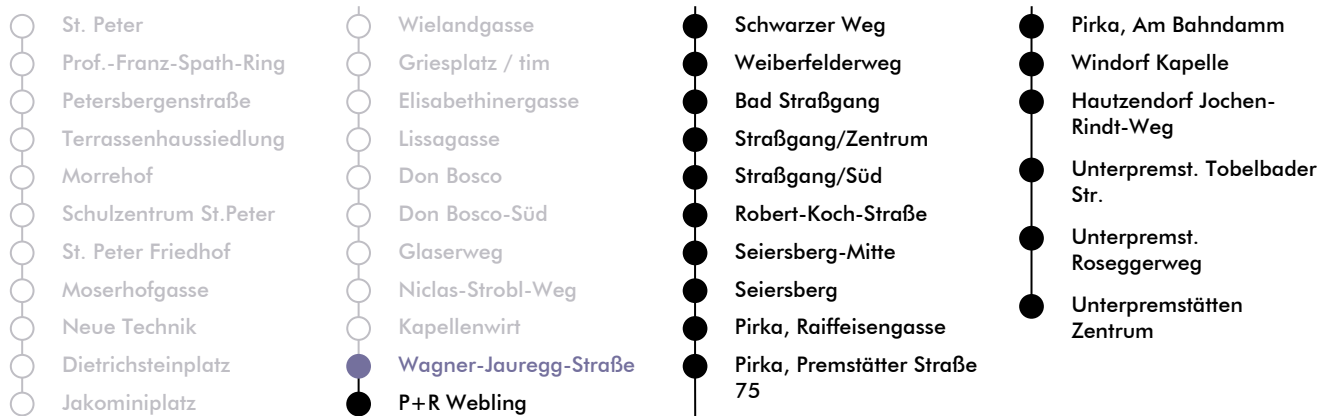 St. Peter
Prof.-Franz-Spath-Ring
Petersbergenstraße
Terrassenhaussiedlung
Morrehof
Schulzentrum St.Peter
St. Peter Friedhof
Moserhofgasse
Neue Technik
Dietrichsteinplatz
Jakominiplatz
Wielandgasse
Griesplatz / tim
Elisabethinergasse
Lissagasse
Don Bosco
Don Bosco-Süd
Glaserweg
Niclas-Strobl-Weg
Kapellenwirt
Wagner-Jauregg-Straße
P+R Webling
Schwarzer Weg
Weiberfelderweg
Bad Straßgang
Straßgang/Zentrum
Straßgang/Süd
Robert-Koch-Straße
Seiersberg-Mitte
Seiersberg
Pirka, Raiffeisengasse
Pirka, Premstätter Straße
75
Pirka, Am Bahndamm
Windorf Kapelle
Hautzendorf Jochen-
Rindt-Weg
Unterpremst. Tobelbader
Str.
Unterpremst.
Roseggerweg
Unterpremstätten
Zentrum